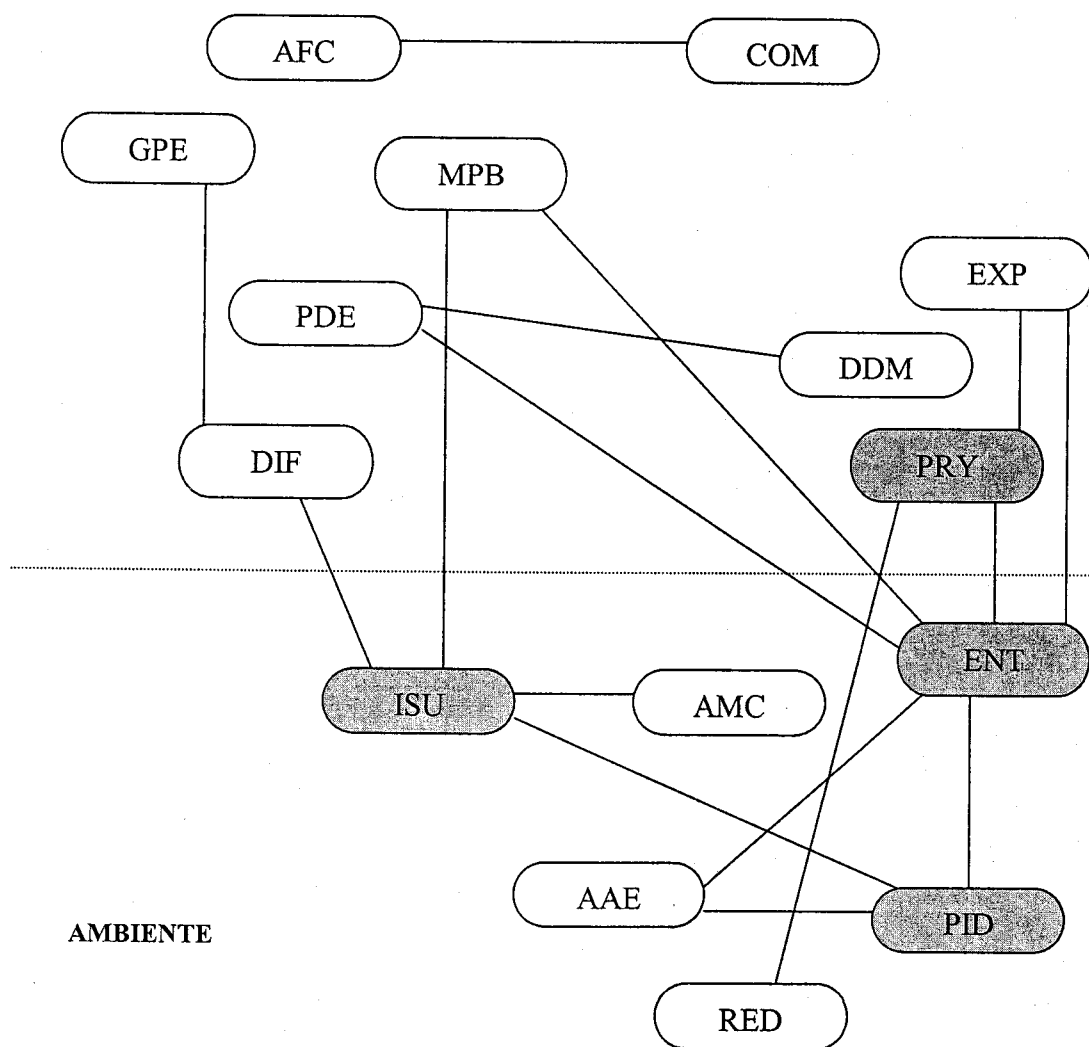 AFC
COM
GPE
MPB
EXP
PDE
DDM
DIF
PRY
ENT
ISU
AMC
AAE
PID
AMBIENTE
RED